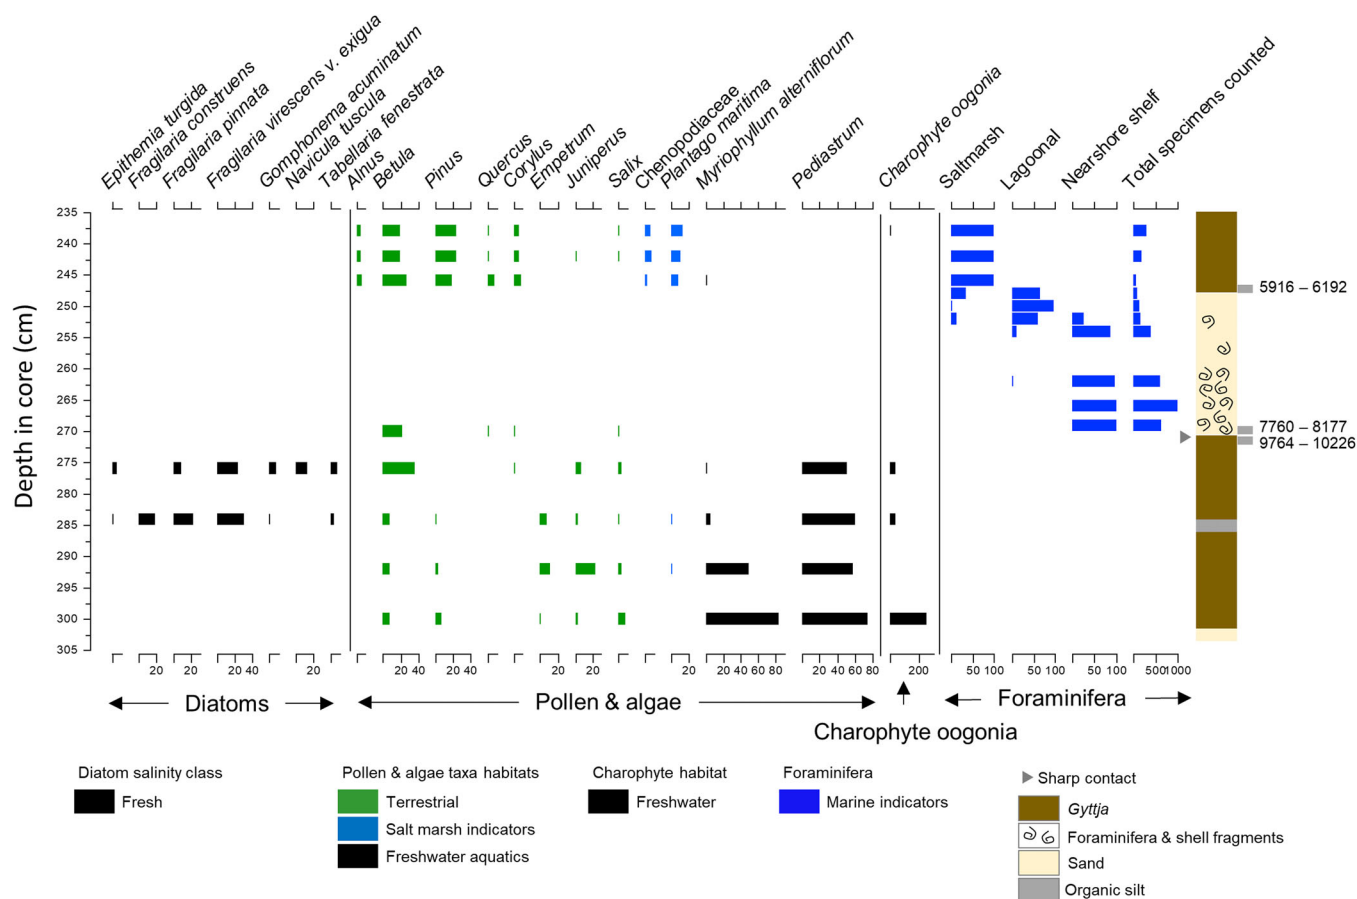 Epithemia turgida
Fragilaria construens
Fragilaria pinnata
Fragilaria virescens v. exigua
Gomphonema acuminatum
Navicula tuscula
Tabellaria fenestrata
Alnus
Betula
Pinus
Quercus
Corylus
Empetrum
Juniperus
Salix
Chenopodiaceae
Plantago maritima
Myriophyllum alterniflorum
Pediastrum
Charophyte oogonia
Saltmarsh
Lagoonal
Nearshore shelf
Total specimens counted
Depth in core (cm)
235
240
245
250
255
260
265
270
275
280
285
290
295
300
305
5916 – 6192
7760 – 8177
9764 – 10226
20 20 20 40 20 20 40 20 40 20 20 20 20 40 60 80 20 40 60 80 200 50 100 50 100 50 100 5000 1000
Diatoms
Pollen & algae
Charophyte oogonia
Foraminifera
Diatom salinity class
Fresh
Pollen & algae taxa habitats
Terrestrial
Salt marsh indicators
Freshwater aquatics
Charophyte habitat
Freshwater
Foraminifera
Marine indicators
Sharp contact
Gyttja
Foraminifera & shell fragments
Sand
Organic silt